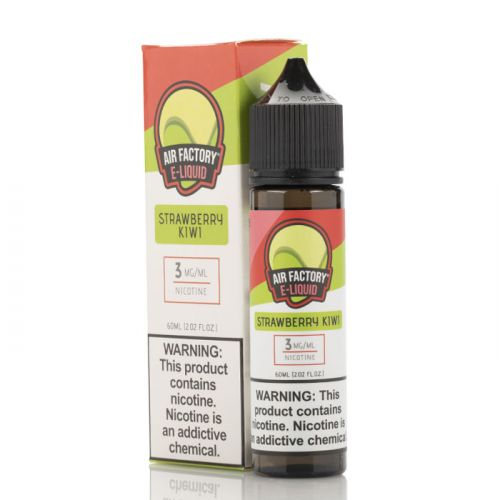 AIR FACTORY
E-LIQUID
STRAWBERRY
KIWI
3 MG/ML
NICOTINE
60ML (2.02 FL.OZ)
WARNING:
This product
contains
nicotine.
Nicotine is
an addictive
chemical.
TO OPEN
AIR FACTORY
E-LIQUID
STRAWBERRY KIWI
3 MG/ML
NICOTINE
60ML (2.02 FL.OZ)
WARNING: This
product contains
nicotine. Nicotine
is an addictive
chemical.